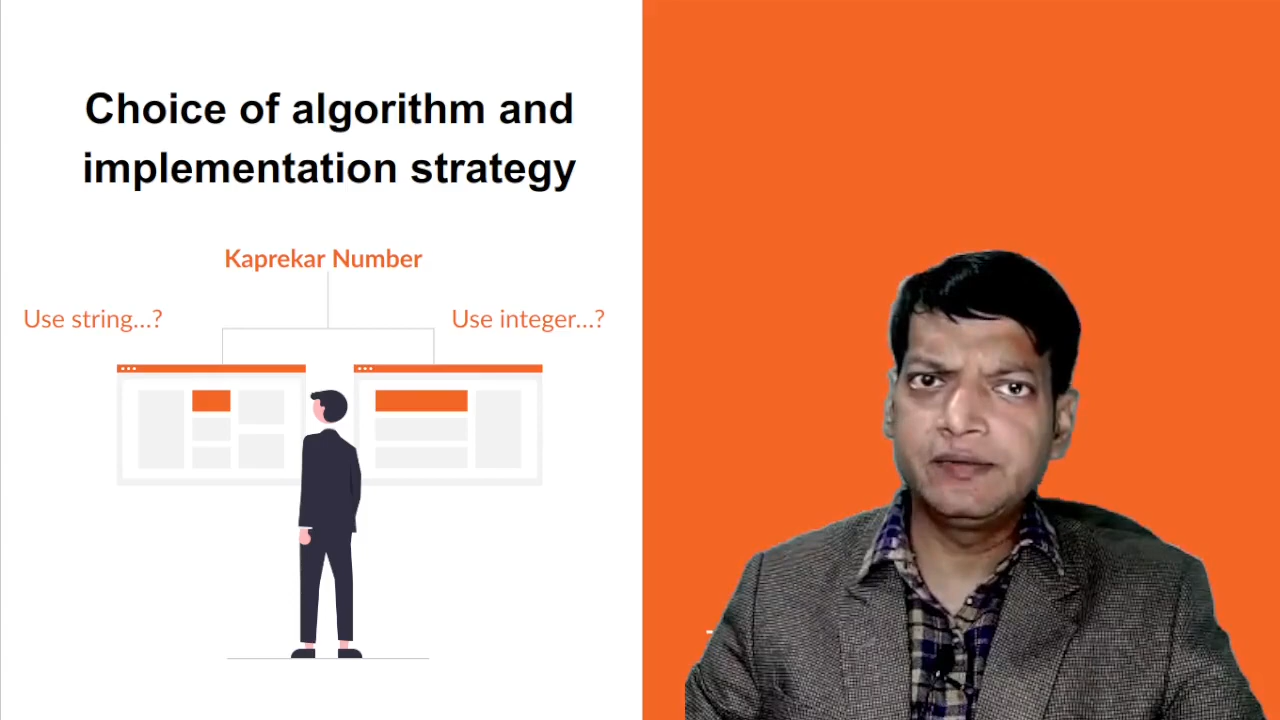 Choice of algorithm and
implementation strategy
Kaprekar Number
Use string...?
Use integer...?